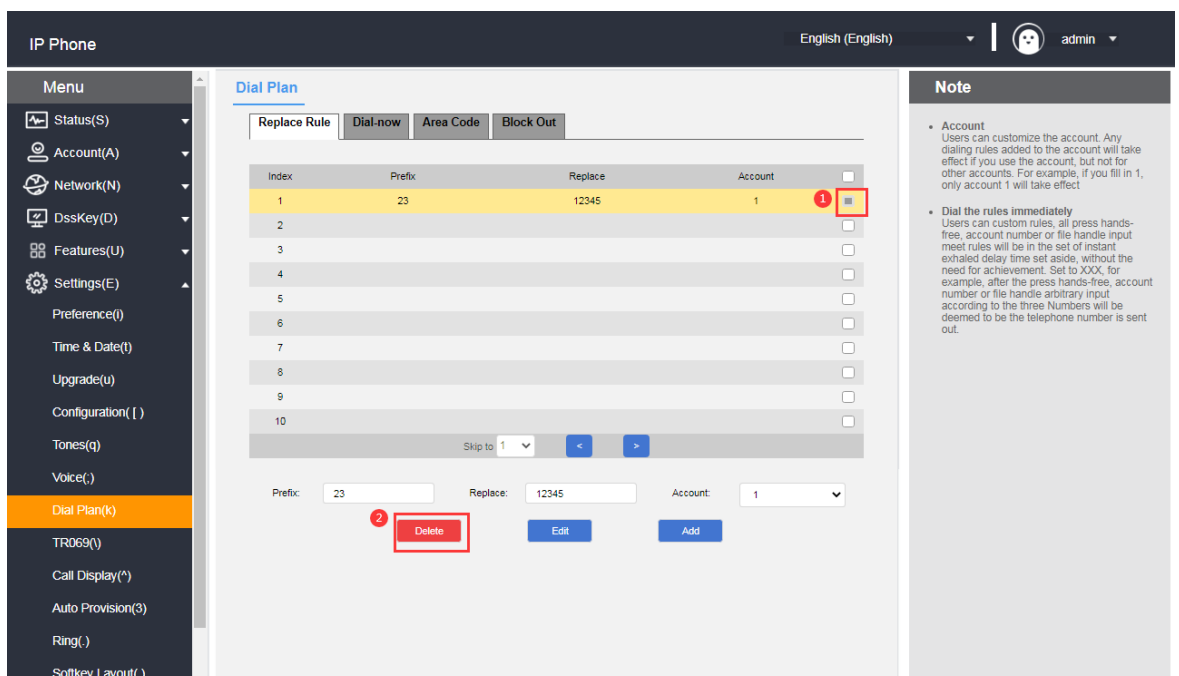 IP Phone
English (English)
admin
Menu
Status(S)
Account(A)
Network(N)
DssKey(D)
Features(U)
Settings(E)
Preference(i)
Time & Date(t)
Upgrade(u)
Configuration( [ )
Tones(q)
Voice(;)
Dial Plan(k)
TR069(\)
Call Display(^)
Auto Provision(3)
Ring(.)
Softkey Layout( )
Dial Plan
Replace Rule Dial-now Area Code Block Out
Index Prefix Replace Account
1 23 12345 1
1
2
3
4
5
6
7
8
9
10
Skip to 1 < >
Prefix: 23 Replace: 12345 Account: 1
2
Delete Edit Add
Note
• Account
Users can customize the account. Any
dialing rules added to the account will take
effect if you use the account, but not for
other accounts. For example, if you fill in 1,
only account 1 will take effect
• Dial the rules immediately
Users can custom rules, all press hands-
free, account number or file handle input
meet rules will be in the set of instant
exhaled delay time set aside, without the
need for achievement. Set to XXX, for
example, after the press hands-free, account
number or file handle arbitrary input
according to the three Numbers will be
deemed to be the telephone number is sent
out.